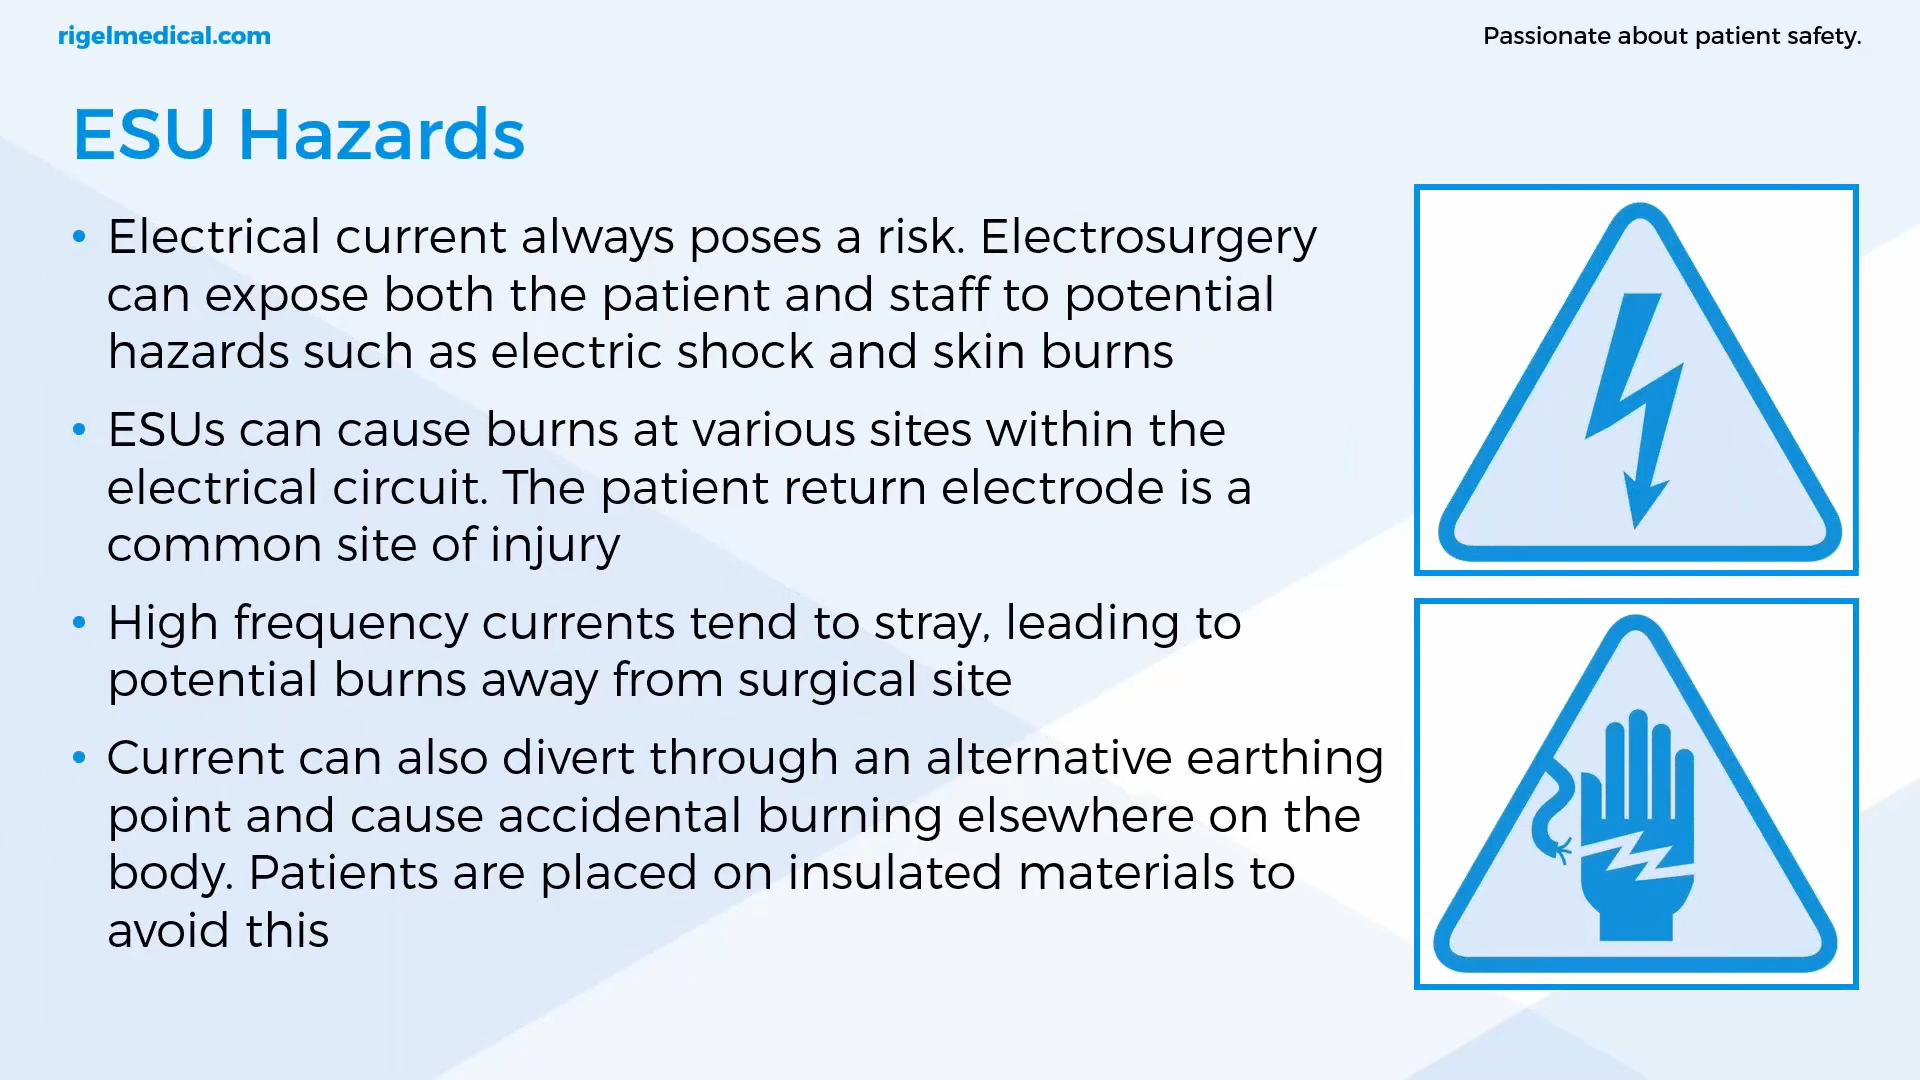 rigelmedical.com
Passionate about patient safety.
ESU Hazards
• Electrical current always poses a risk. Electrosurgery
can expose both the patient and staff to potential
hazards such as electric shock and skin burns
• ESUs can cause burns at various sites within the
electrical circuit. The patient return electrode is a
common site of injury
• High frequency currents tend to stray, leading to
potential burns away from surgical site
• Current can also divert through an alternative earthing
point and cause accidental burning elsewhere on the
body. Patients are placed on insulated materials to
avoid this